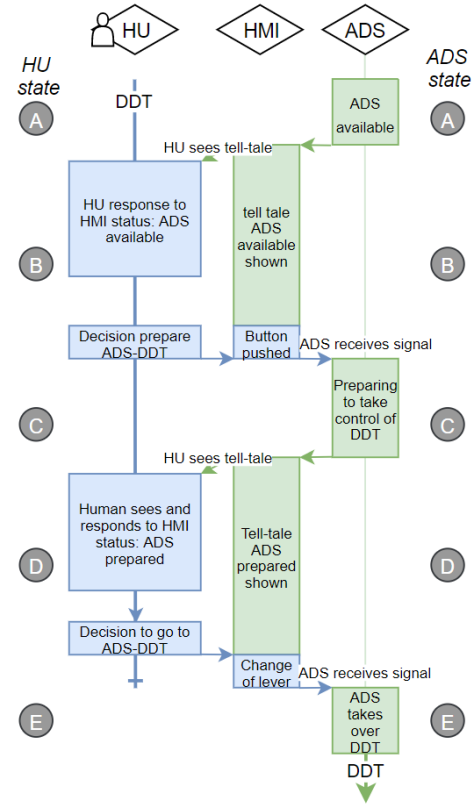 HU
HMI
ADS
HU
state
ADS
state
DDT
A
ADS
available
A
HU sees tell-tale
HU response to
HMI status: ADS
available
tell tale
ADS
available
shown
B
B
Decision prepare
ADS-DDT
Button
pushed
ADS receives signal
Preparing
to take
control of
DDT
C
C
HU sees tell-tale
Human sees and
responds to HMI
status: ADS
prepared
Tell-tale
ADS
prepared
shown
D
D
Decision to go to
ADS-DDT
Change
of lever
ADS receives signal
ADS
takes
over
DDT
E
E
DDT